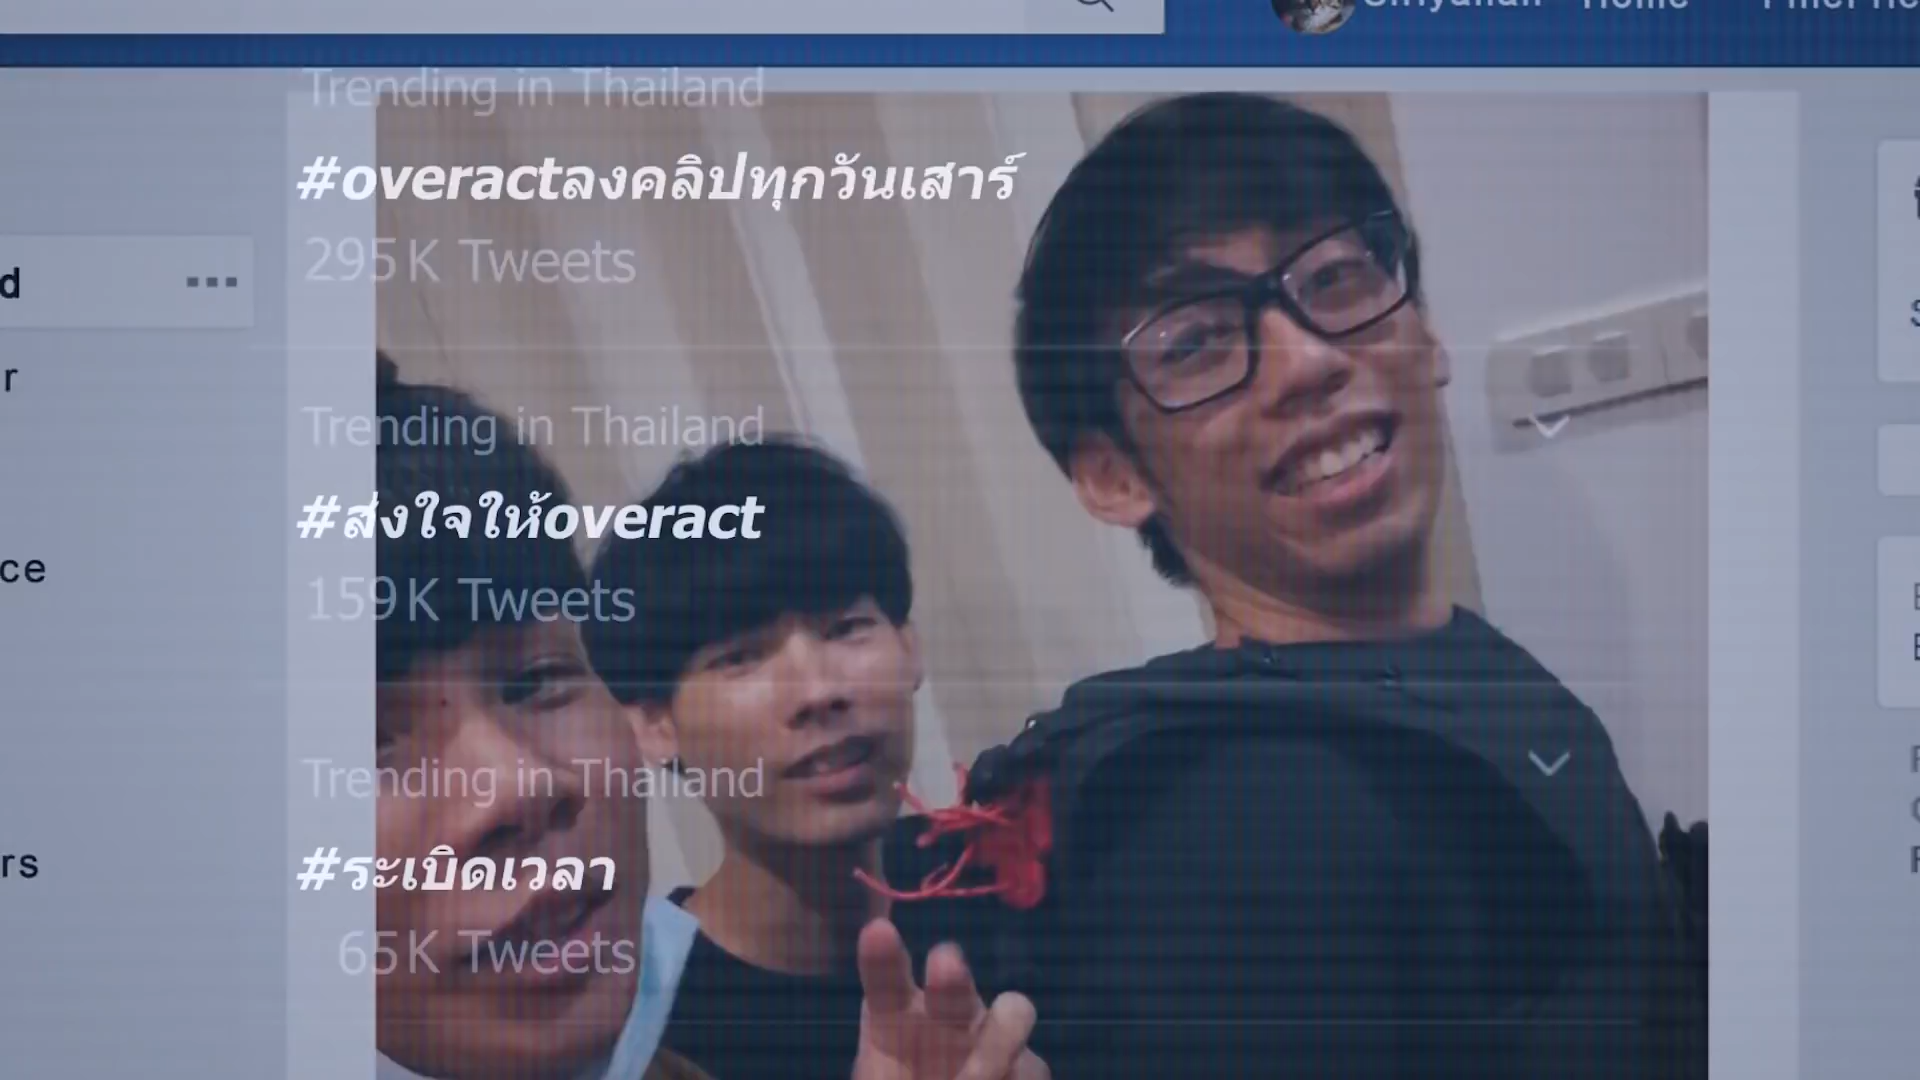 Home
Trending in Thailand
#overactลงคลิปทุกวันเสาร์
295K Tweets
Trending in Thailand
#ส่งใจให้overact
159K Tweets
Trending in Thailand
#ระเบิดเวลา
65K Tweets